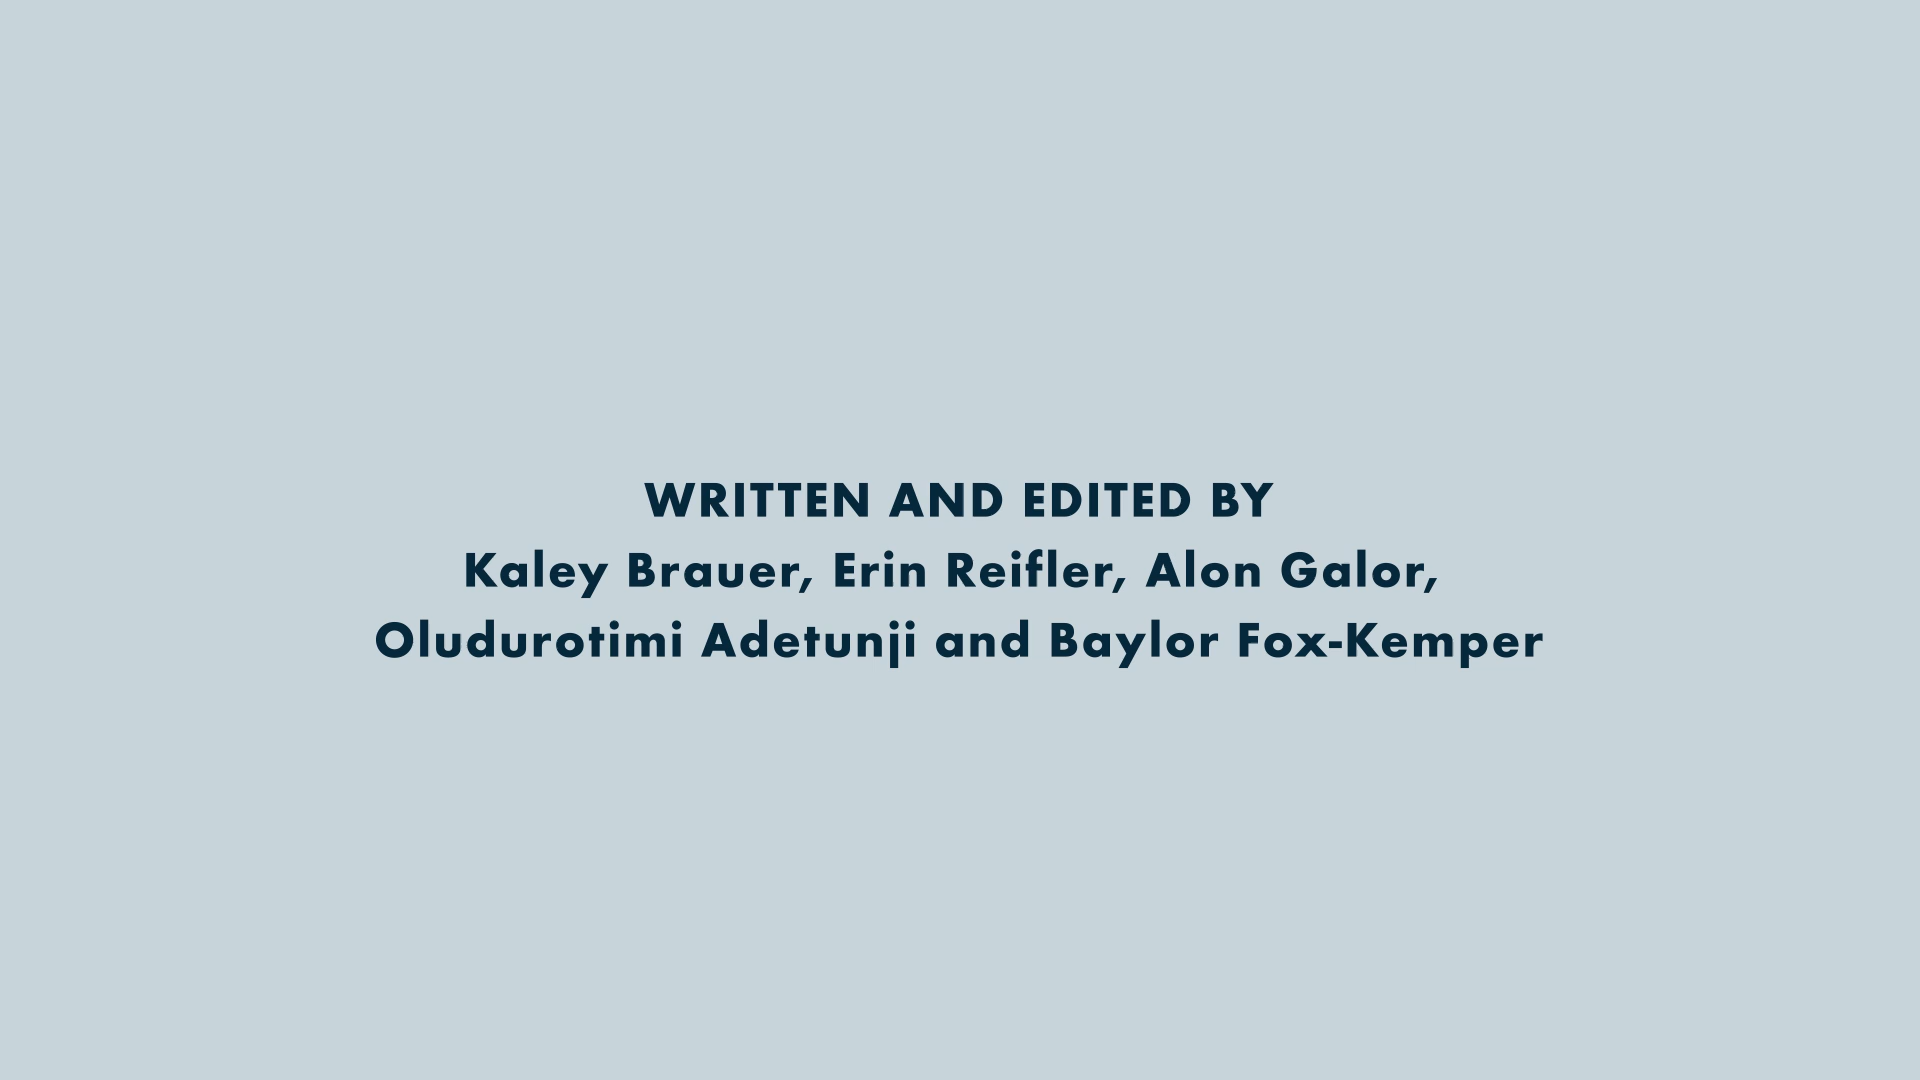 WRITTEN AND EDITED BY
Kaley Brauer, Erin Reifler, Alon Galor,
Oludurotimi Adetunji and Baylor Fox-Kemper